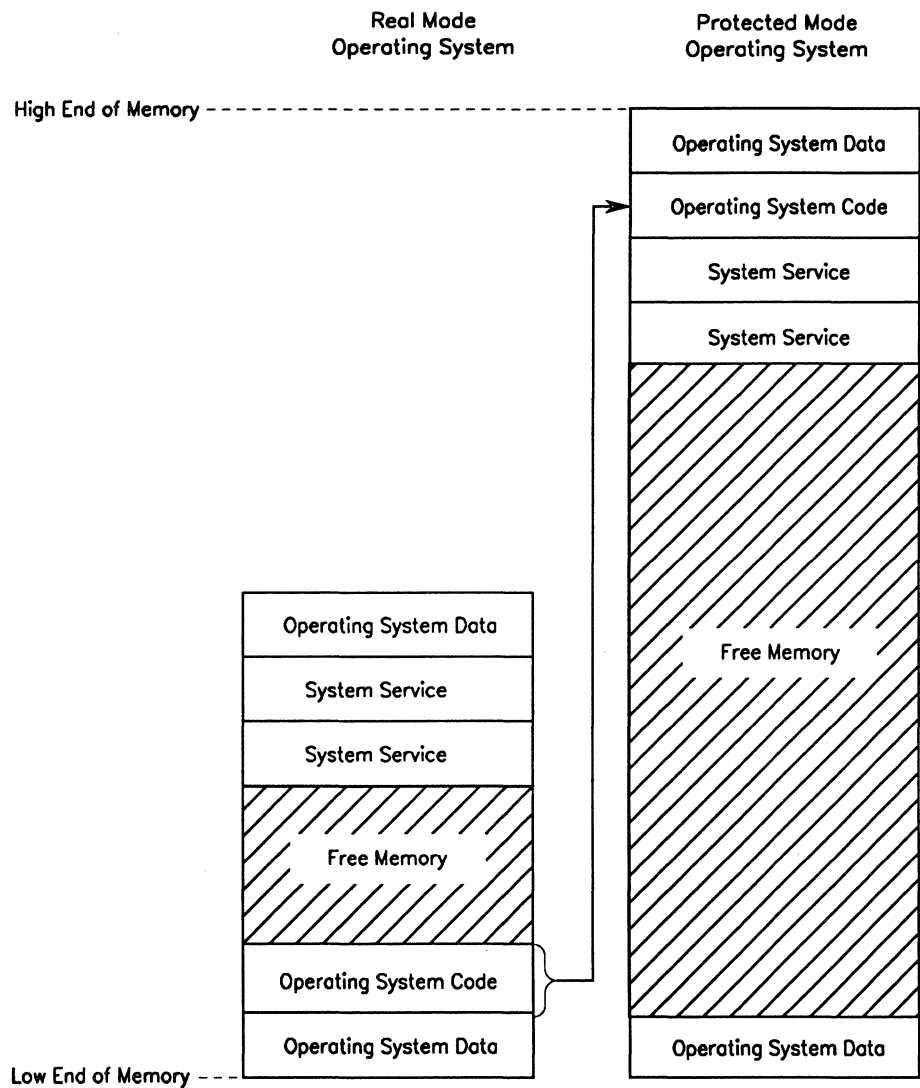 Real Mode
Operating System
Protected Mode
Operating System
High End of Memory
Operating System Data
Operating System Code
System Service
System Service
Free Memory
Operating System Data
Operating System Data
System Service
System Service
Free Memory
Operating System Code
Operating System Data
Low End of Memory